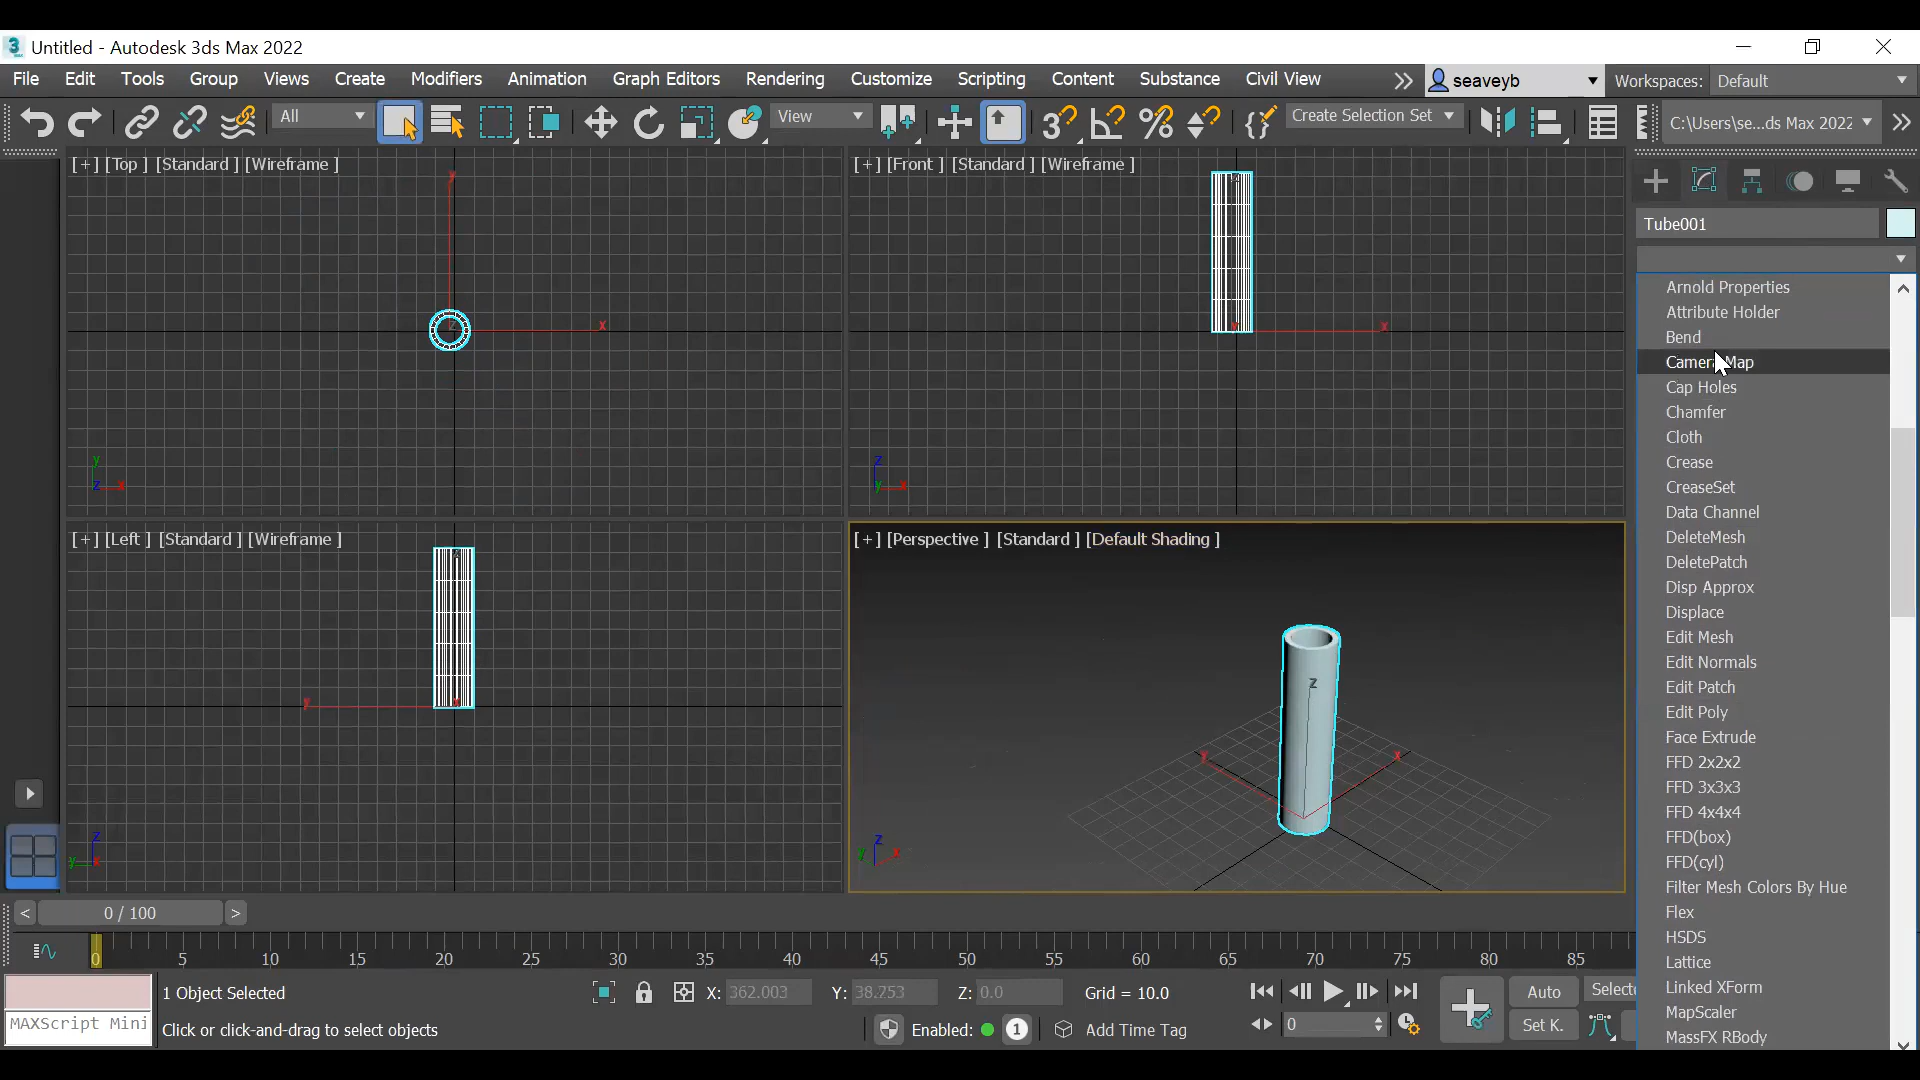 Untitled - Autodesk 3ds Max 2022
File Edit Tools Group Views Create Modifiers Animation Graph Editors Rendering Customize Scripting Content Substance Civil View
seaveyb
Workspaces: Default
All
View
Create Selection Set
C:\Users\se...ds Max 2022
[ + ] [Top ] [Standard ] [Wireframe ]
[ + ] [Front ] [Standard ] [Wireframe ]
Tube001
Arnold Properties
Attribute Holder
Bend
Camera Map
Cap Holes
Chamfer
Cloth
Crease
CreaseSet
Data Channel
DeleteMesh
DeletePatch
Disp Approx
Displace
Edit Mesh
Edit Normals
Edit Patch
Edit Poly
Face Extrude
FFD 2x2x2
FFD 3x3x3
FFD 4x4x4
FFD(box)
FFD(cyl)
Filter Mesh Colors By Hue
Flex
HSDS
Lattice
Linked XForm
MapScaler
MassFX RBody
[ + ] [Left ] [Standard ] [Wireframe ]
[ + ] [Perspective ] [Standard ] [Default Shading ]
< 0 / 100 >
0 5 10 15 20 25 30 35 40 45 50 55 60 65 70 75 80 85
MAXScript Mini
1 Object Selected
Click or click-and-drag to select objects
X: 362.003 Y: 38.753 Z: 0.0
Grid = 10.0
Enabled: 1
Add Time Tag
0
Auto
Set K.